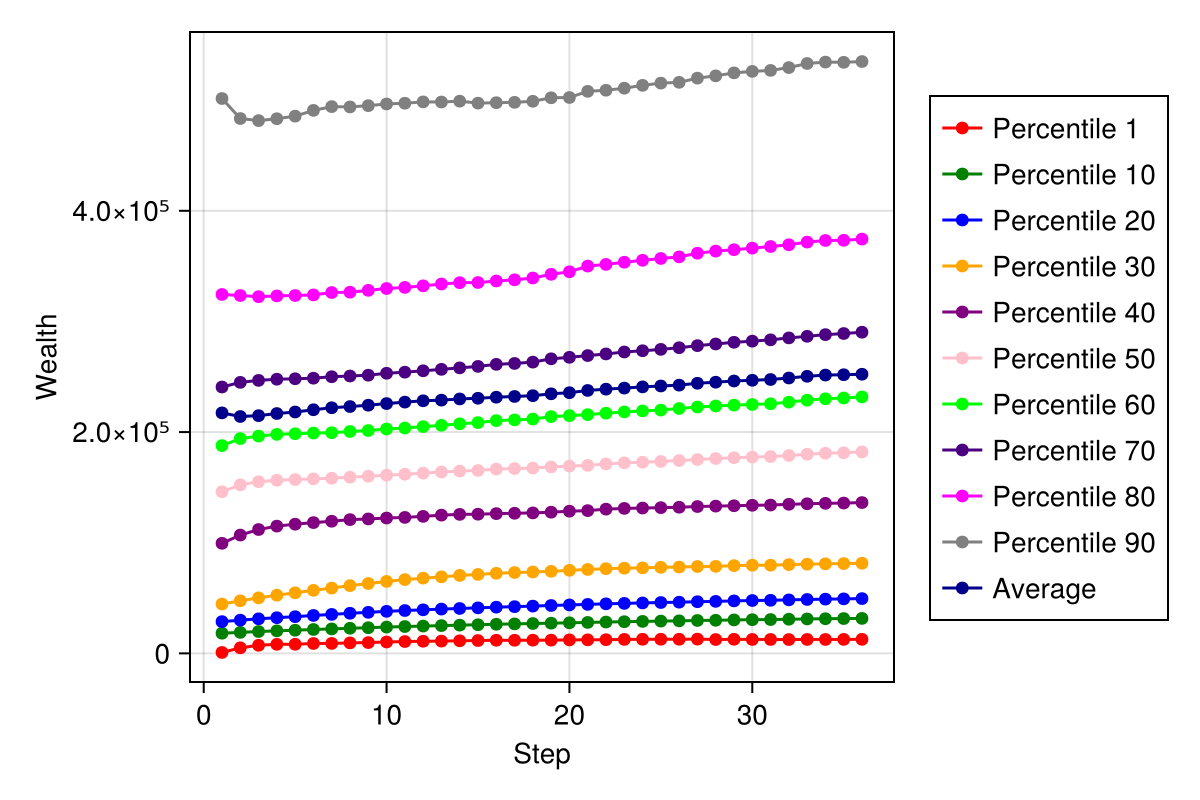 Wealth
4.0×10⁵
2.0×10⁵
0
0 10 20 30
Step
Percentile 1
Percentile 10
Percentile 20
Percentile 30
Percentile 40
Percentile 50
Percentile 60
Percentile 70
Percentile 80
Percentile 90
Average